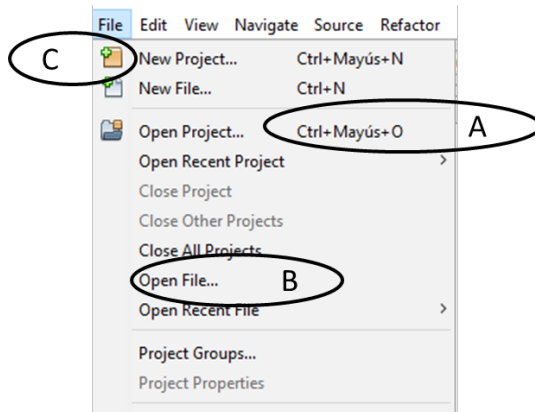 File Edit View Navigate Source Refactor
C New Project... Ctrl+Mayús+N
New File... Ctrl+N
Open Project... Ctrl+Mayús+O A
Open Recent Project
Close Project
Close Other Projects
Close All Projects
Open File... B
Open Recent File
Project Groups...
Project Properties